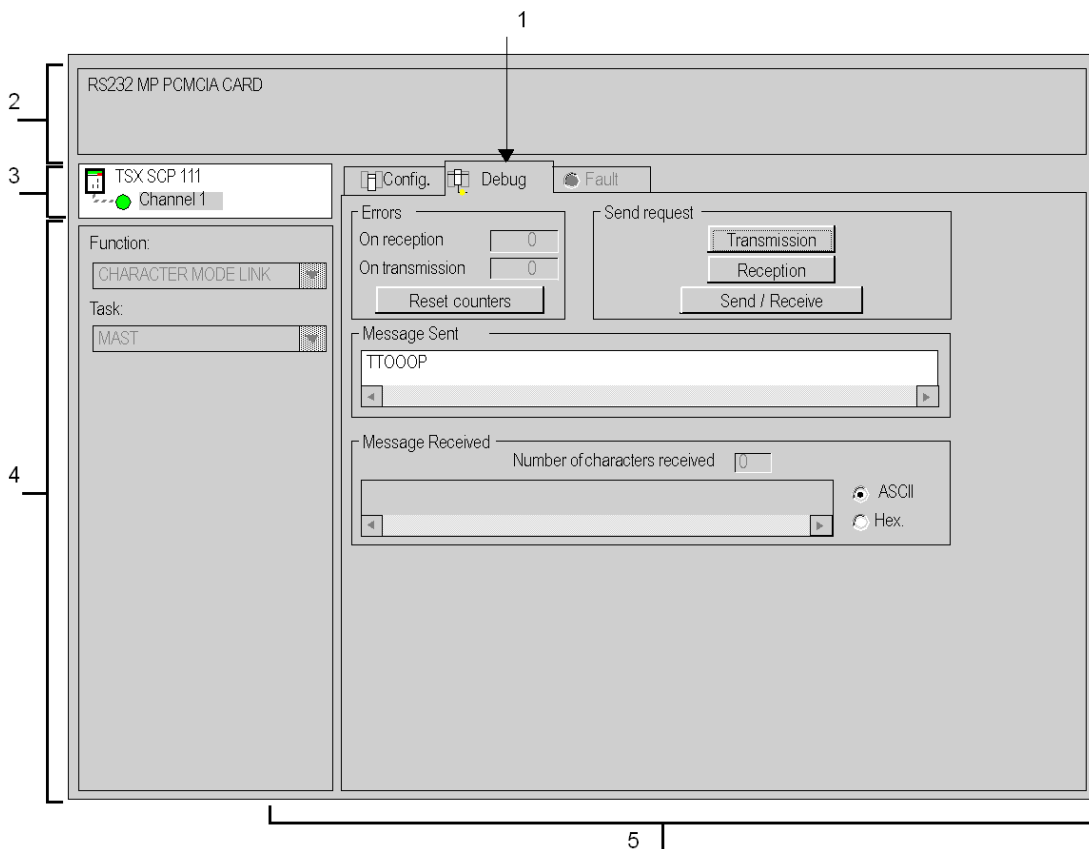 1
2
RS232 MP PCMCIA CARD
3
TSX SCP 111
Channel 1
Config.
Debug
Fault
4
Function:
CHARACTER MODE LINK
Task:
MAST
Errors
On reception 0
On transmission 0
Reset counters
Send request
Transmission
Reception
Send / Receive
Message Sent
TTOOOP
Message Received
Number of characters received 0
ASCII
Hex.
5